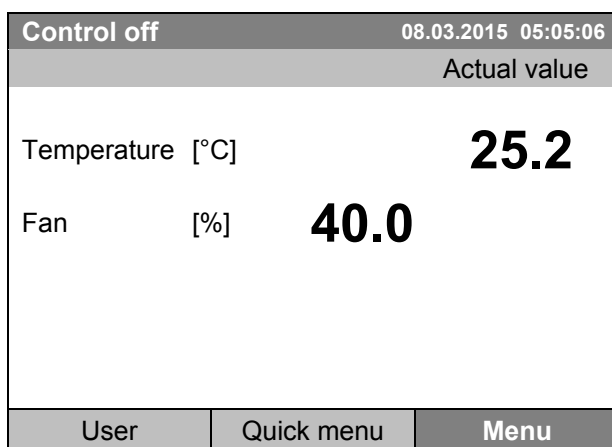 Control off 08.03.2015 05:05:06
Actual value
Temperature [°C] 25.2
Fan [%] 40.0
User Quick menu Menu